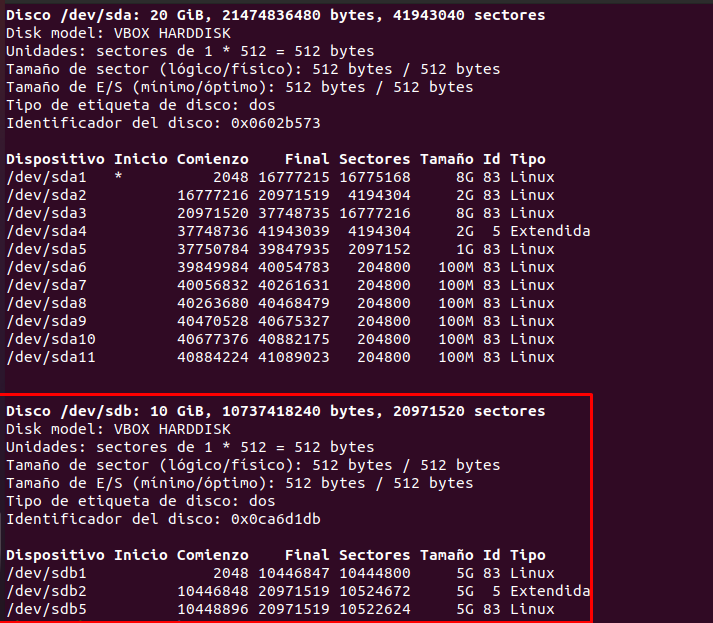 Disco /dev/sda: 20 GiB, 21474836480 bytes, 41943040 sectores
Disk model: VBOX HARDDISK
Unidades: sectores de 1 * 512 = 512 bytes
Tamaño de sector (lógico/físico): 512 bytes / 512 bytes
Tamaño de E/S (mínimo/óptimo): 512 bytes / 512 bytes
Tipo de etiqueta de disco: dos
Identificador del disco: 0x0602b573
Dispositivo Inicio Comienzo    Final Sectores Tamaño Id Tipo
/dev/sda1   *          2048 16775215 16775168     8G 83 Linux
/dev/sda2          16777216 20971519  4194304     2G 83 Linux
/dev/sda3          20971520 37748735 16777216     8G 83 Linux
/dev/sda4          37748736 41943039  4194304     2G  5 Extendida
/dev/sda5          37750784 39847935  2097152     1G 83 Linux
/dev/sda6          39849984 40054783   204800   100M 83 Linux
/dev/sda7          40056832 40261631   204800   100M 83 Linux
/dev/sda8          40263680 40468479   204800   100M 83 Linux
/dev/sda9          40470528 40675327   204800   100M 83 Linux
/dev/sda10         40677376 40882175   204800   100M 83 Linux
/dev/sda11         40884224 41089023   204800   100M 83 Linux
Disco /dev/sdb: 10 GiB, 10737418240 bytes, 20971520 sectores
Disk model: VBOX HARDDISK
Unidades: sectores de 1 * 512 = 512 bytes
Tamaño de sector (lógico/físico): 512 bytes / 512 bytes
Tamaño de E/S (mínimo/óptimo): 512 bytes / 512 bytes
Tipo de etiqueta de disco: dos
Identificador del disco: 0x0ca6d1db
Dispositivo Inicio Comienzo    Final Sectores Tamaño Id Tipo
/dev/sdb1              2048 10446847 10444800     5G 83 Linux
/dev/sdb2          10446848 20971519 10524672     5G  5 Extendida
/dev/sdb5          10448896 20971519 10522624     5G 83 Linux